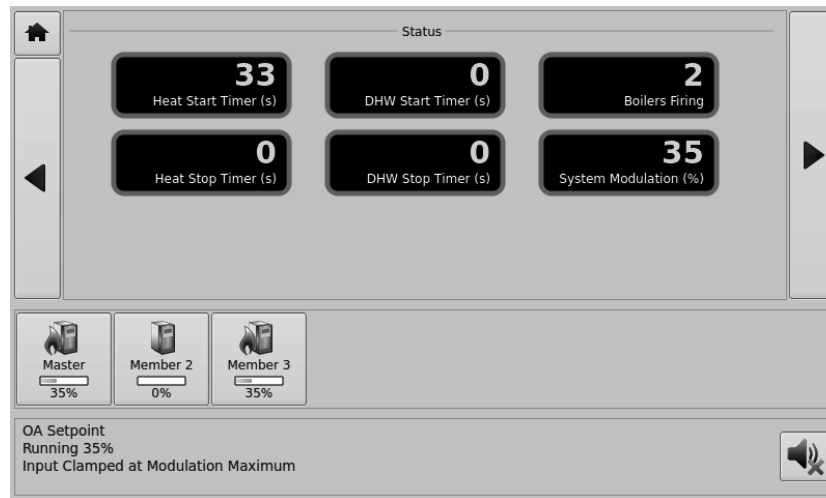 Status
33
Heat Start Timer (s)
0
DHW Start Timer (s)
2
Boilers Firing
0
Heat Stop Timer (s)
0
DHW Stop Timer (s)
35
System Modulation (%)
Master
35%
Member 2
0%
Member 3
35%
OA Setpoint
Running 35%
Input Clamped at Modulation Maximum